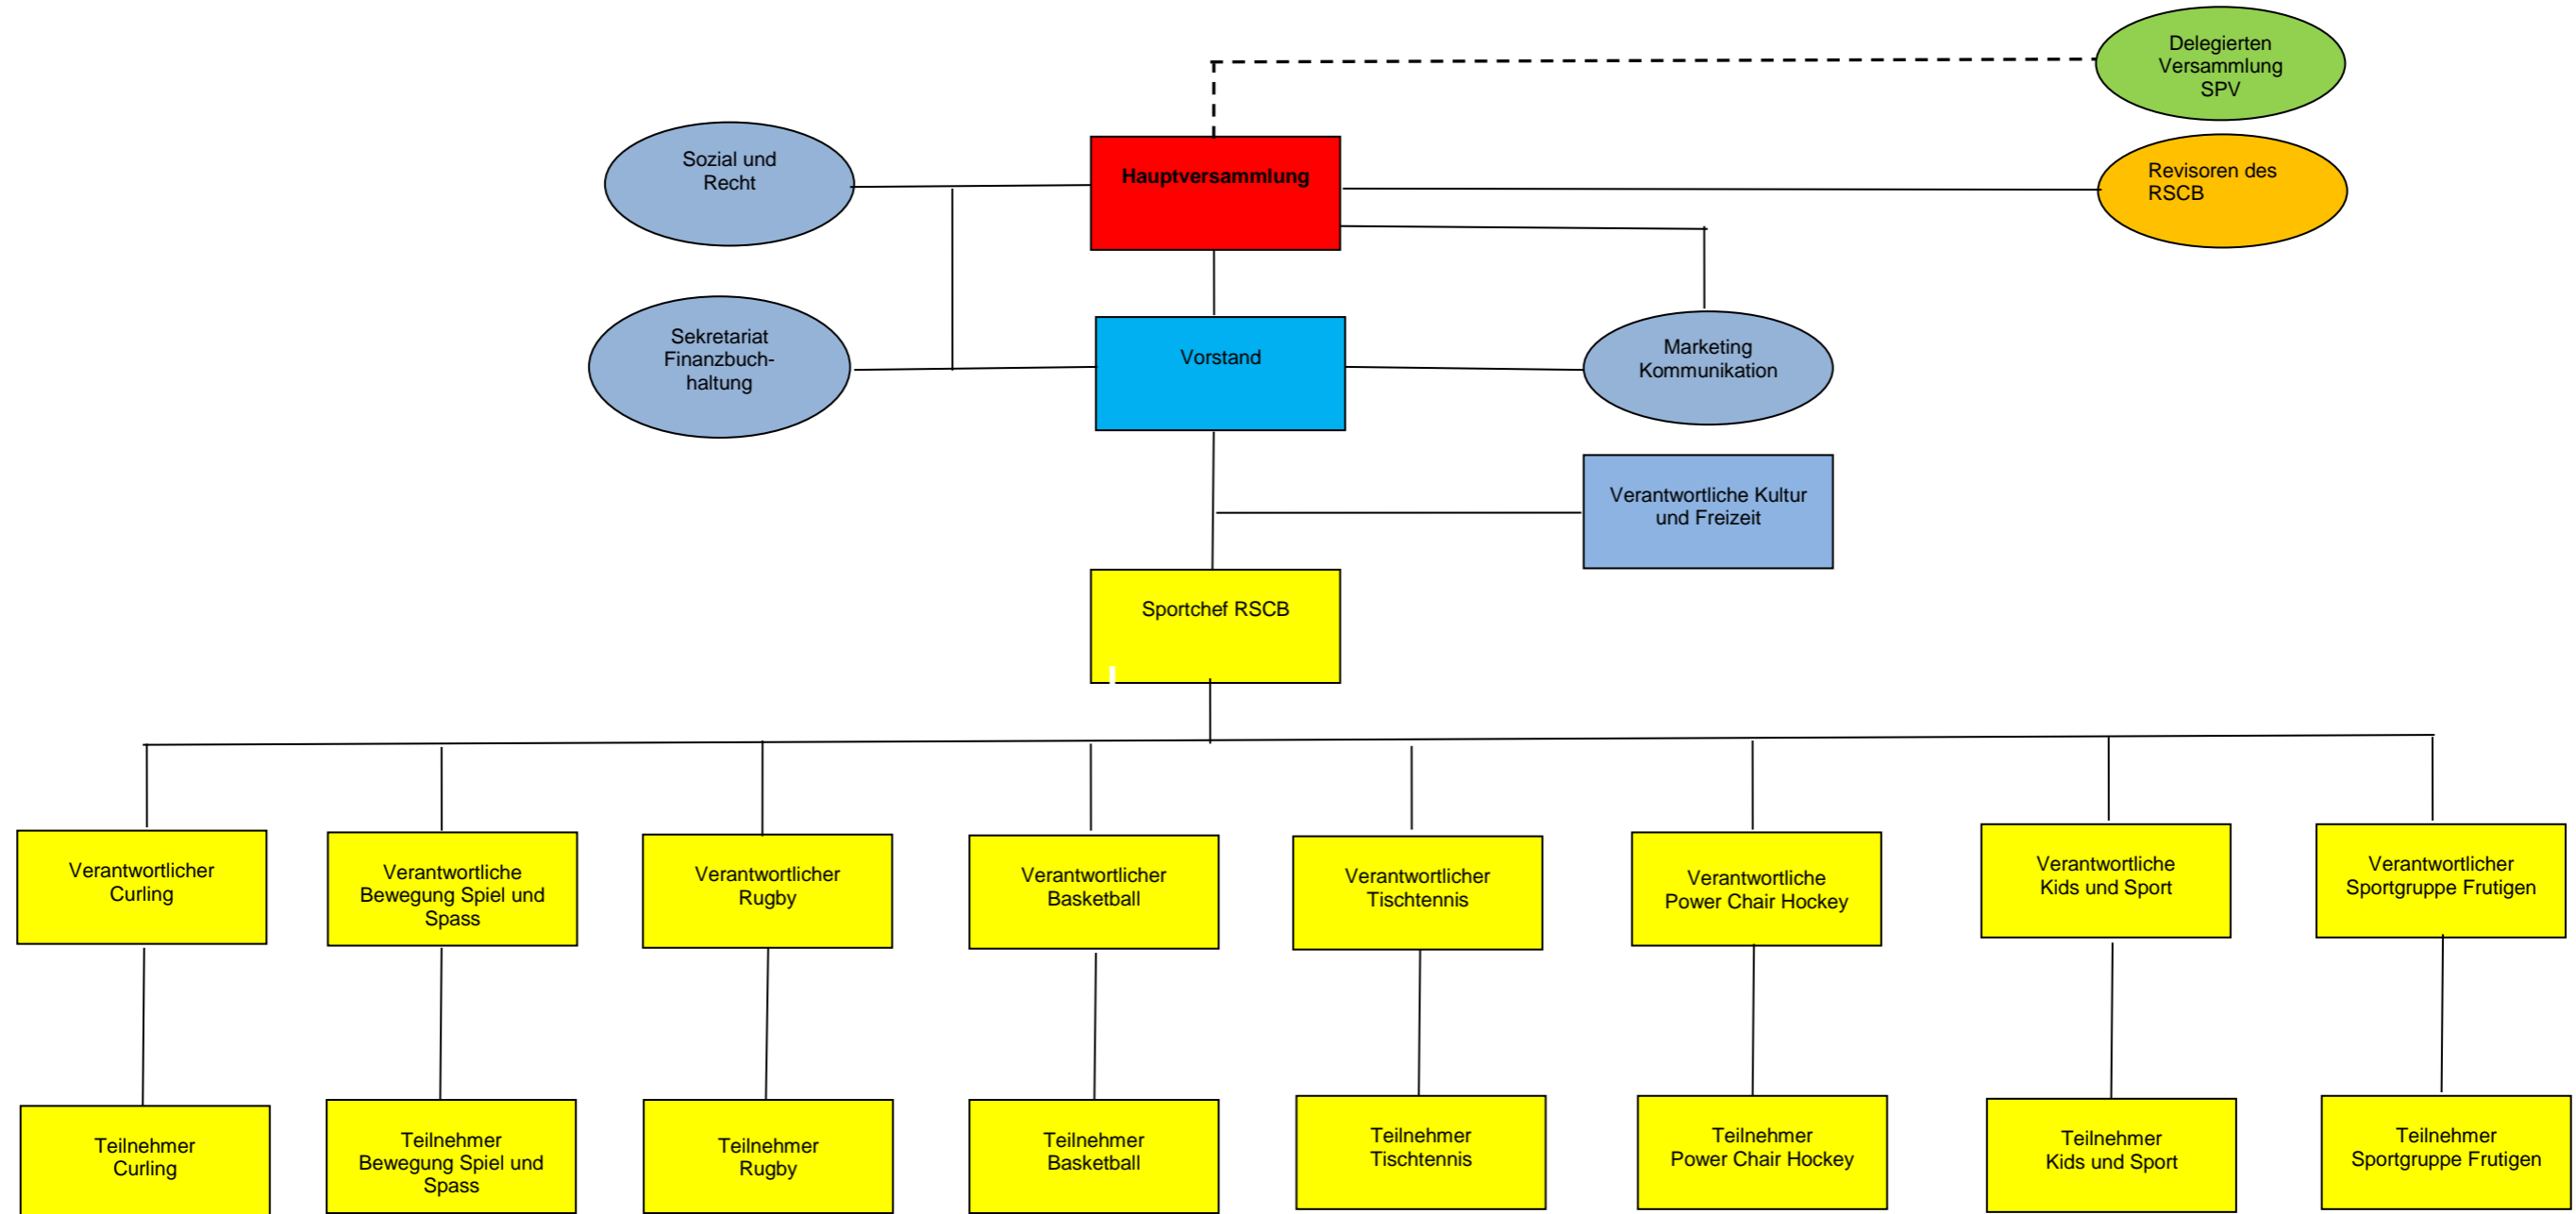 Delegierten
Versammlung
SPV
Sozial und
Recht
Hauptversammlung
Revisoren des
RSCB
Sekretariat
Finanzbuch-
haltung
Vorstand
Marketing
Kommunikation
Verantwortliche Kultur
und Freizeit
Sportchef RSCB
Verantwortlicher
Curling
Verantwortliche
Bewegung Spiel und
Spass
Verantwortlicher
Rugby
Verantwortlicher
Basketball
Verantwortlicher
Tischtennis
Verantwortliche
Power Chair Hockey
Verantwortliche
Kids und Sport
Verantwortlicher
Sportgruppe Frutigen
Teilnehmer
Curling
Teilnehmer
Bewegung Spiel und
Spass
Teilnehmer
Rugby
Teilnehmer
Basketball
Teilnehmer
Tischtennis
Teilnehmer
Power Chair Hockey
Teilnehmer
Kids und Sport
Teilnehmer
Sportgruppe Frutigen